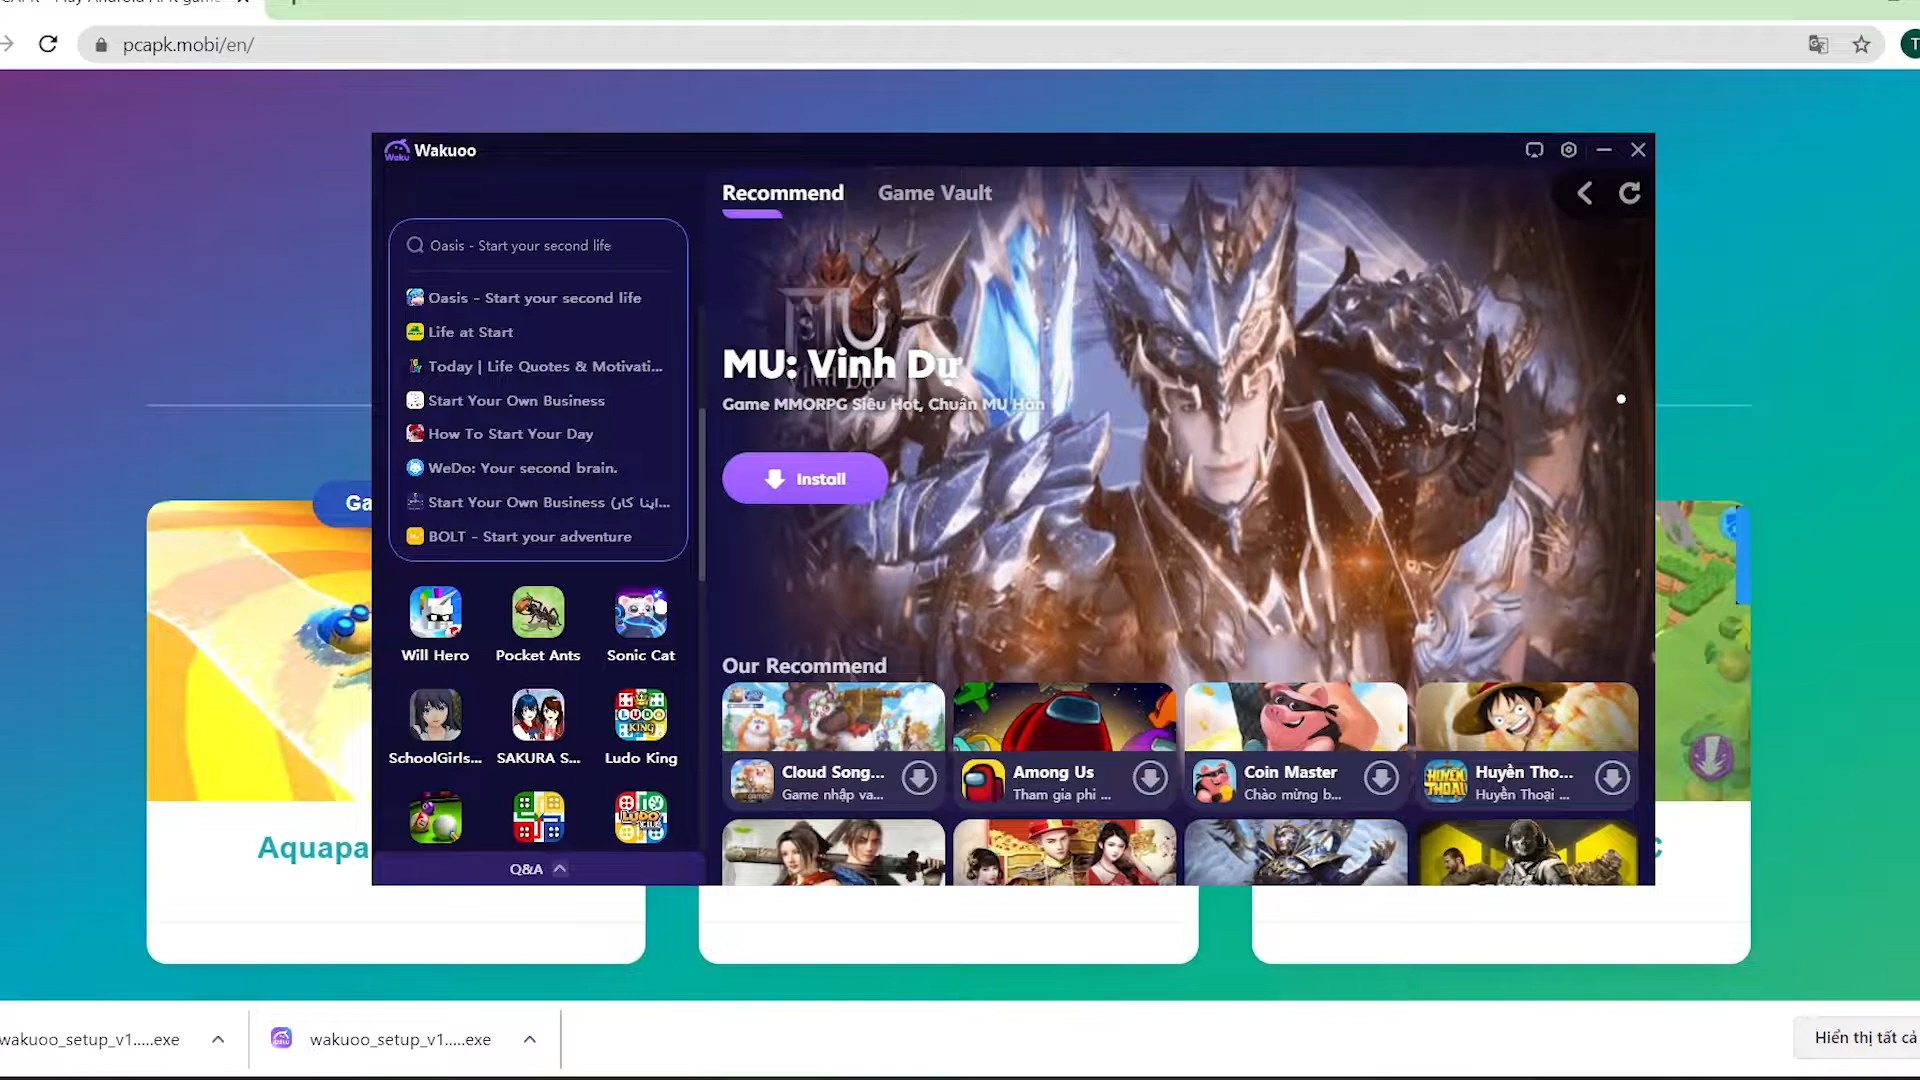 pcapk.mobi/en/
Wakuoo
Recommend
Game Vault
Oasis - Start your second life
Oasis - Start your second life
Life at Start
Today | Life Quotes & Motivati...
Start Your Own Business
How To Start Your Day
WeDo: Your second brain.
Start Your Own Business (اپنا کار...
BOLT - Start your adventure
MU: Vinh Dự
Game MMORPG Siêu Hot, Chuẩn MU Hàn
Install
Will Hero
Pocket Ants
Sonic Cat
SchoolGirls...
SAKURA S...
Ludo King
Q&A
Our Recommend
Cloud Song...
Game nhập va...
Among Us
Tham gia phi ...
Coin Master
Chào mừng b...
Huyền Tho...
Huyền Thoại ...
Ga
Aquapa
wakuoo_setup_v1.....exe
wakuoo_setup_v1.....exe
Hiển thị tất cả